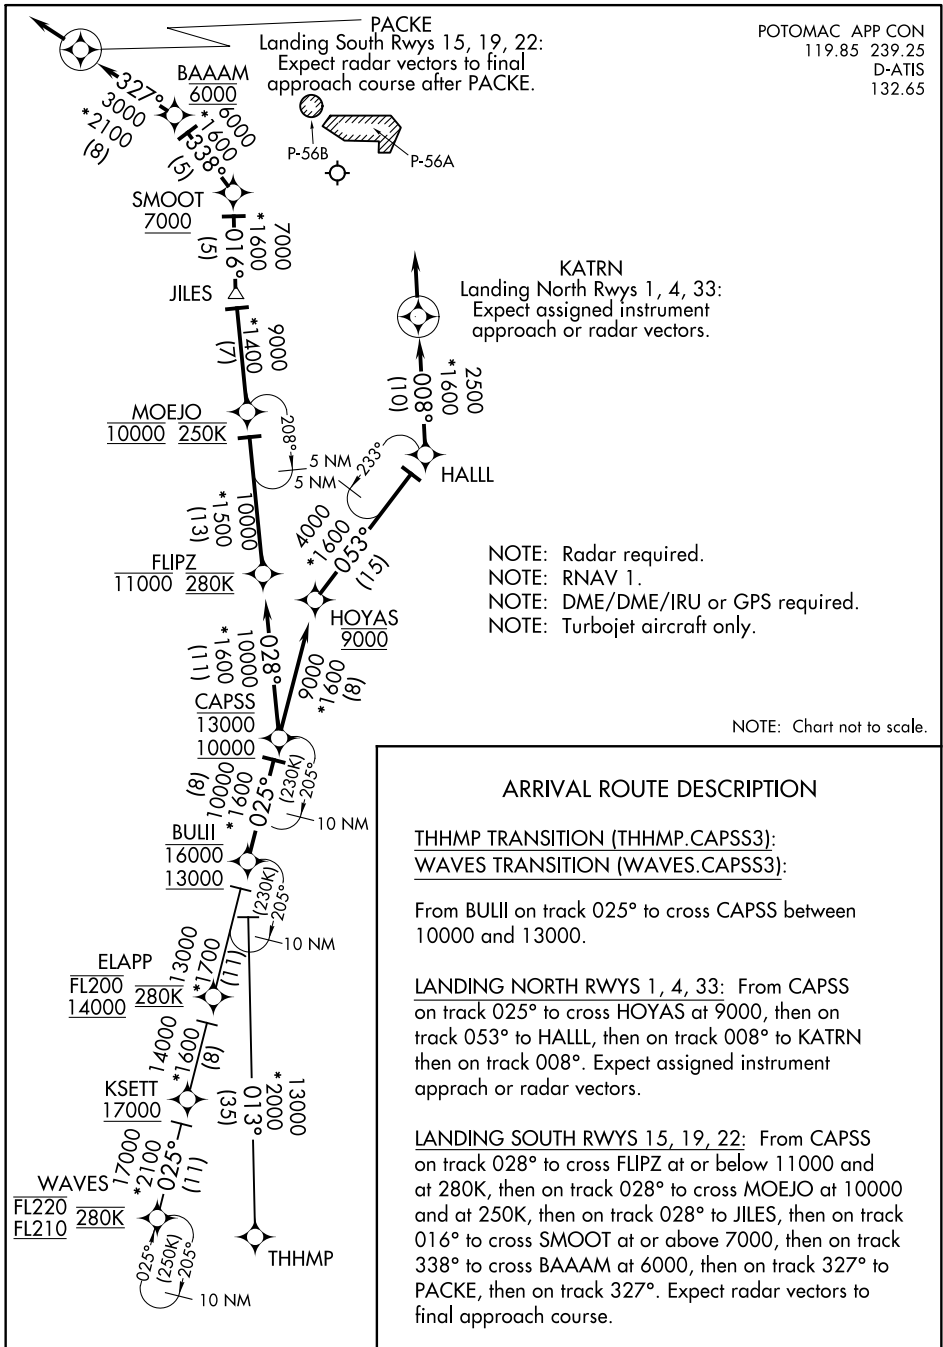 PACKE
Landing South Rwys 15, 19, 22:
Expect radar vectors to final
approach course after PACKE.
POTOMAC APP CON
119.85 239.25
D-ATIS
132.65
327°
3000
*2100
(8)
BAAAM
6000
6000
*1600
338°
(5)
P-56B
P-56A
SMOOT
7000
7000
*1600
016°
(5)
JILES
9000
*1400
(7)
KATRN
Landing North Rwys 1, 4, 33:
Expect assigned instrument
approach or radar vectors.
2500
*1600
008°
(10)
MOEJO
10000 250K
208°
5 NM
5 NM
233°
HALLL
10000
*1500
(13)
4000
*1600
053°
(15)
FLIPZ
11000 280K
HOYAS
9000
NOTE: Radar required.
NOTE: RNAV 1.
NOTE: DME/DME/IRU or GPS required.
NOTE: Turbojet aircraft only.
028°
10000
*1600
(11)
9000
*1600
(8)
CAPSS
13000
10000
NOTE: Chart not to scale.
(230K)
205°
10 NM
10000
*1600
025°
(8)
BULII
16000
13000
(230K)
205°
10 NM
13000
*1700
(11)
ELAPP
FL200
14000
280K
14000
*1600
(8)
KSETT
17000
13000
*2000
013°
(35)
17000
*2100
025°
(11)
WAVES
FL220
FL210
280K
025°
(250K)
205°
10 NM
THHMP
ARRIVAL ROUTE DESCRIPTION
THHMP TRANSITION (THHMP.CAPSS3):
WAVES TRANSITION (WAVES.CAPSS3):
From BULII on track 025° to cross CAPSS between
10000 and 13000.
LANDING NORTH RWYS 1, 4, 33: From CAPSS
on track 025° to cross HOYAS at 9000, then on
track 053° to HALLL, then on track 008° to KATRN
then on track 008°. Expect assigned instrument
apprach or radar vectors.
LANDING SOUTH RWYS 15, 19, 22: From CAPSS
on track 028° to cross FLIPZ at or below 11000 and
at 280K, then on track 028° to cross MOEJO at 10000
and at 250K, then on track 028° to JILES, then on track
016° to cross SMOOT at or above 7000, then on track
338° to cross BAAAM at 6000, then on track 327° to
PACKE, then on track 327°. Expect radar vectors to
final approach course.